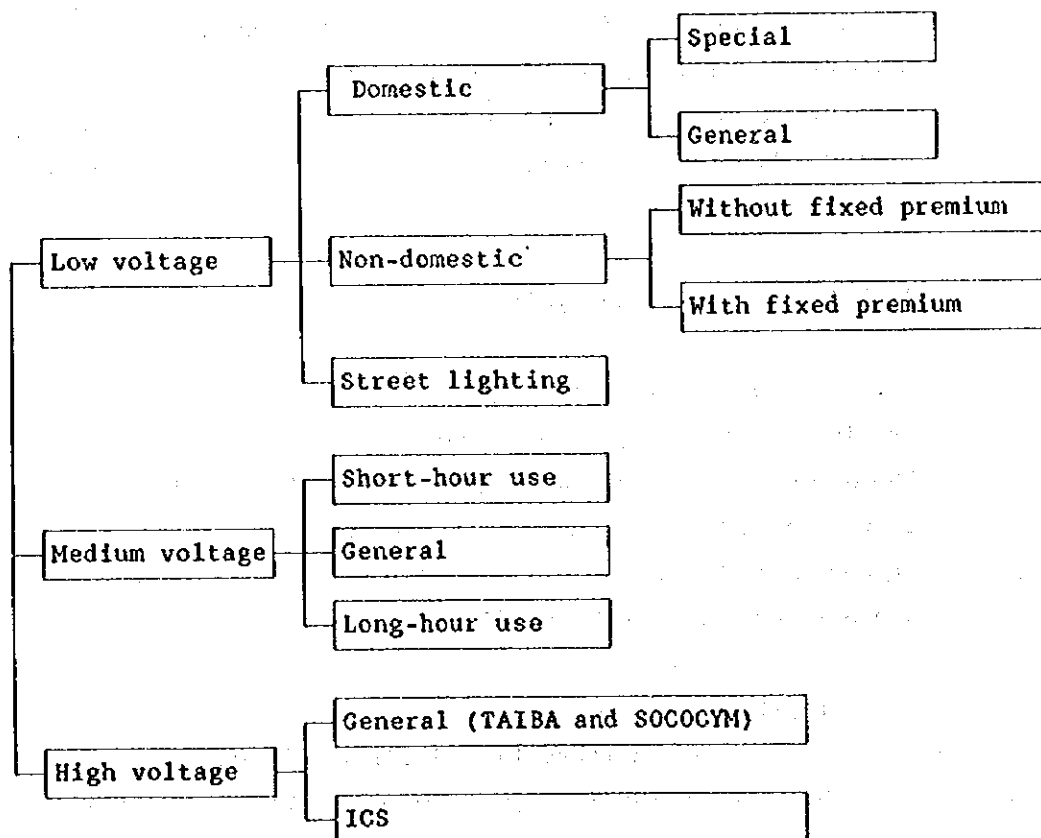 Special
Domestic
General
Without fixed premium
Low voltage
Non-domestic
With fixed premium
Street lighting
Short-hour use
Medium voltage
General
Long-hour use
General (TAIBA and SOCOCYM)
High voltage
ICS